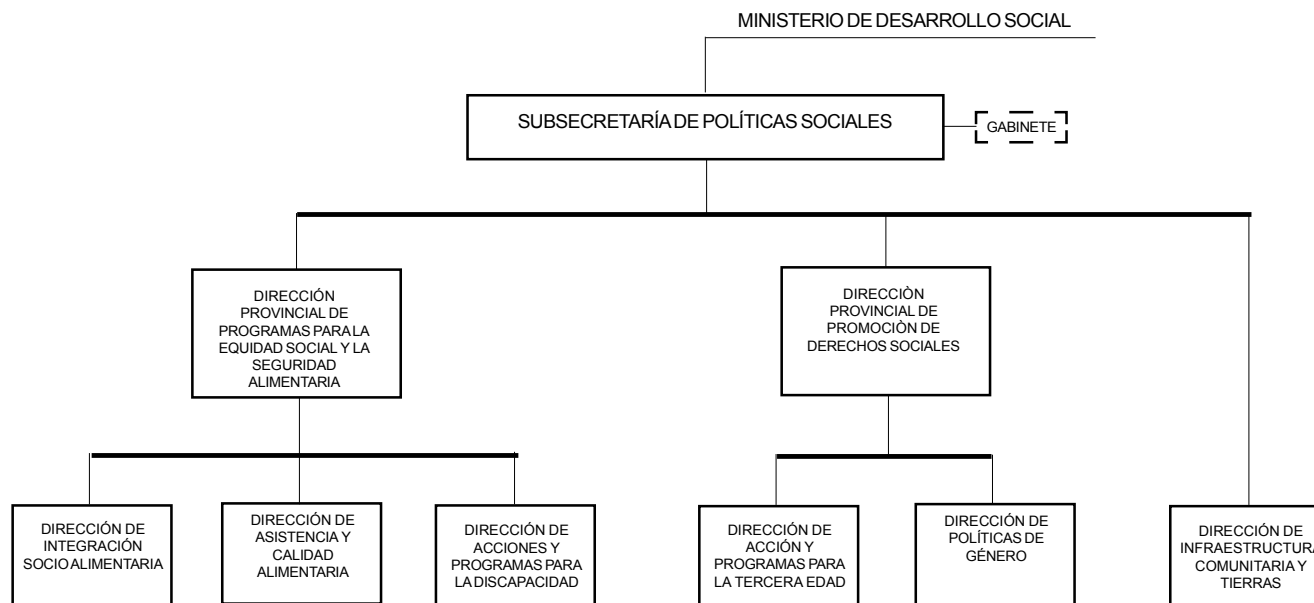 MINISTERIO DE DESARROLLO SOCIAL
SUBSECRETARÍA DE POLÍTICAS SOCIALES
GABINETE
DIRECCIÓN
PROVINCIAL DE
PROGRAMAS PARA LA
EQUIDAD SOCIAL Y LA
SEGURIDAD
ALIMENTARIA
DIRECCIÒN
PROVINCIAL DE
PROMOCIÒN DE
DERECHOS SOCIALES
DIRECCIÓN DE
INTEGRACIÓN
SOCIO ALIMENTARIA
DIRECCIÓN DE
ASISTENCIA Y
CALIDAD
ALIMENTARIA
DIRECCIÓN DE
ACCIONES Y
PROGRAMAS PARA
LA DISCAPACIDAD
DIRECCIÓN DE
ACCIÓN Y
PROGRAMAS PARA
LA TERCERA EDAD
DIRECCIÓN DE
POLÍTICAS DE
GÉNERO
DIRECCIÓN DE
INFRAESTRUCTURA
COMUNITARIA Y
TIERRAS